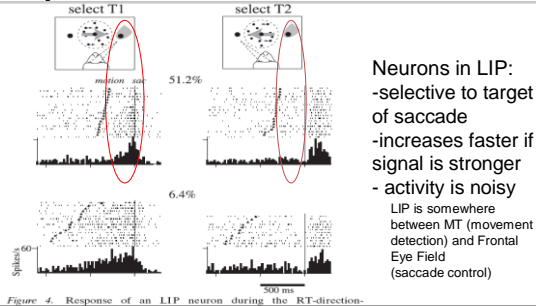 select T1
select T2
motion sac
51.2%
6.4%
60
Spikes/s
500 ms
Figure 4. Response of an LIP neuron during the RT-direction-
Neurons in LIP:
-selective to target
of saccade
-increases faster if
signal is stronger
- activity is noisy
LIP is somewhere
between MT (movement
detection) and Frontal
Eye Field
(saccade control)